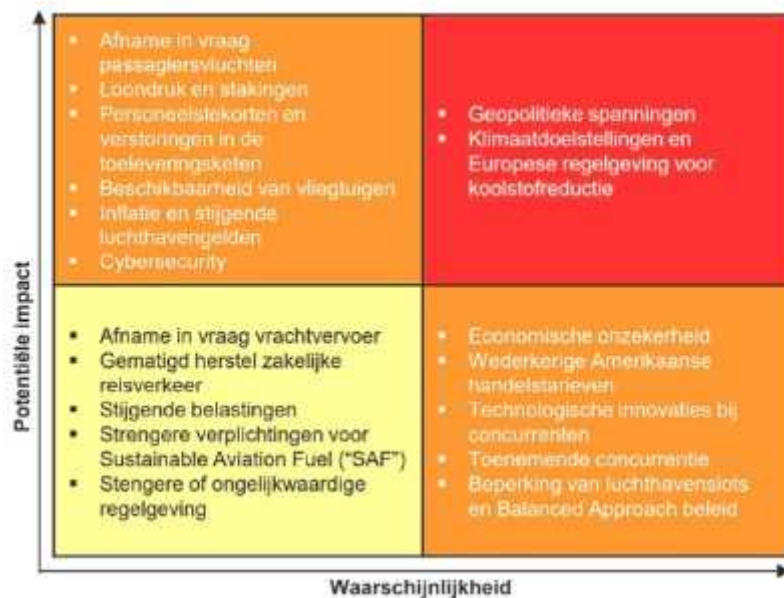 Potentiële impact
▪ Afname in vraag
passagiersvluchten
▪ Loondruk en stakingen
▪ Personeelstekorten en
verstoringen in de
toeleveringsketen
▪ Beschikbaarheid van vliegtuigen
▪ Inflatie en stijgende
luchthavengelden
▪ Cybersecurity
▪ Geopolitieke spanningen
▪ Klimaatdoelstellingen en
Europese regelgeving voor
koolstofreductie
▪ Afname in vraag vrachtvervoer
▪ Gematigd herstel zakelijke
reisverkeer
▪ Stijgende belastingen
▪ Strengere verplichtingen voor
Sustainable Aviation Fuel (“SAF”)
▪ Stengere of ongelijkwaardige
regelgeving
▪ Economische onzekerheid
▪ Wederkerige Amerikaanse
handelstarieven
▪ Technologische innovaties bij
concurrenten
▪ Toenemende concurrentie
▪ Beperking van luchthavenslots
en Balanced Approach beleid
Waarschijnlijkheid